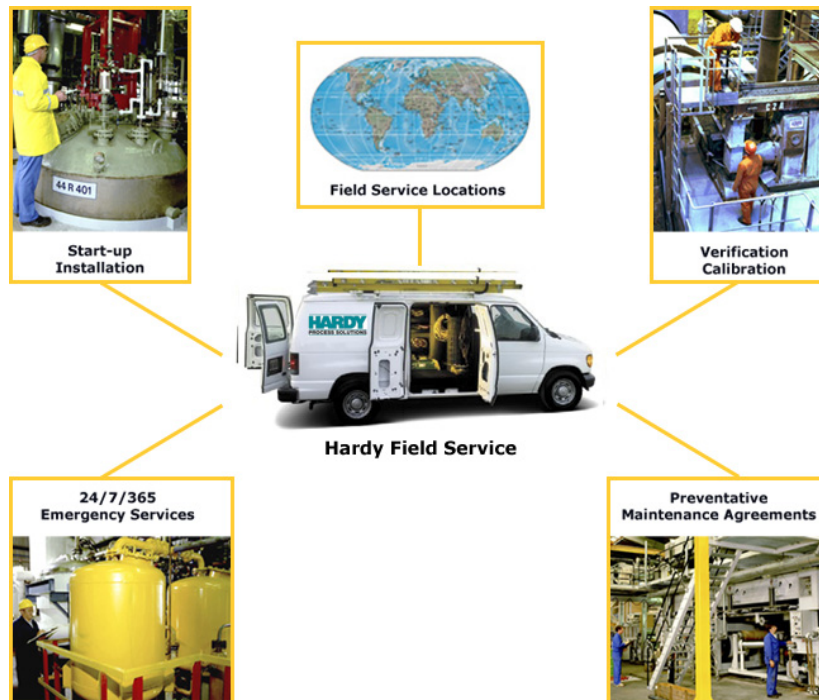 44 R 401
Start-up
Installation
Field Service Locations
Verification
Calibration
HARDY
PROCESS SOLUTIONS
Hardy Field Service
24/7/365
Emergency Services
Preventative
Maintenance Agreements